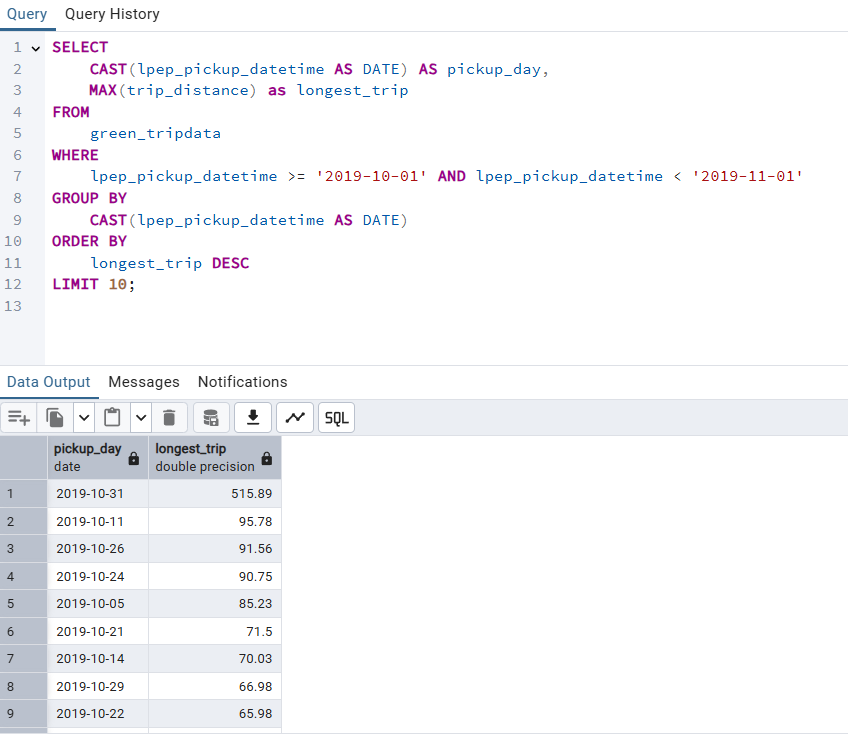 Query Query History
1 SELECT
2 CAST(lpep_pickup_datetime AS DATE) AS pickup_day,
3 MAX(trip_distance) as longest_trip
4 FROM
5 green_tripdata
6 WHERE
7 lpep_pickup_datetime >= '2019-10-01' AND lpep_pickup_datetime < '2019-11-01'
8 GROUP BY
9 CAST(lpep_pickup_datetime AS DATE)
10 ORDER BY
11 longest_trip DESC
12 LIMIT 10;
13
Data Output Messages Notifications
SQL
pickup_day longest_trip
date double precision
1 2019-10-31 515.89
2 2019-10-11 95.78
3 2019-10-26 91.56
4 2019-10-24 90.75
5 2019-10-05 85.23
6 2019-10-21 71.5
7 2019-10-14 70.03
8 2019-10-29 66.98
9 2019-10-22 65.98